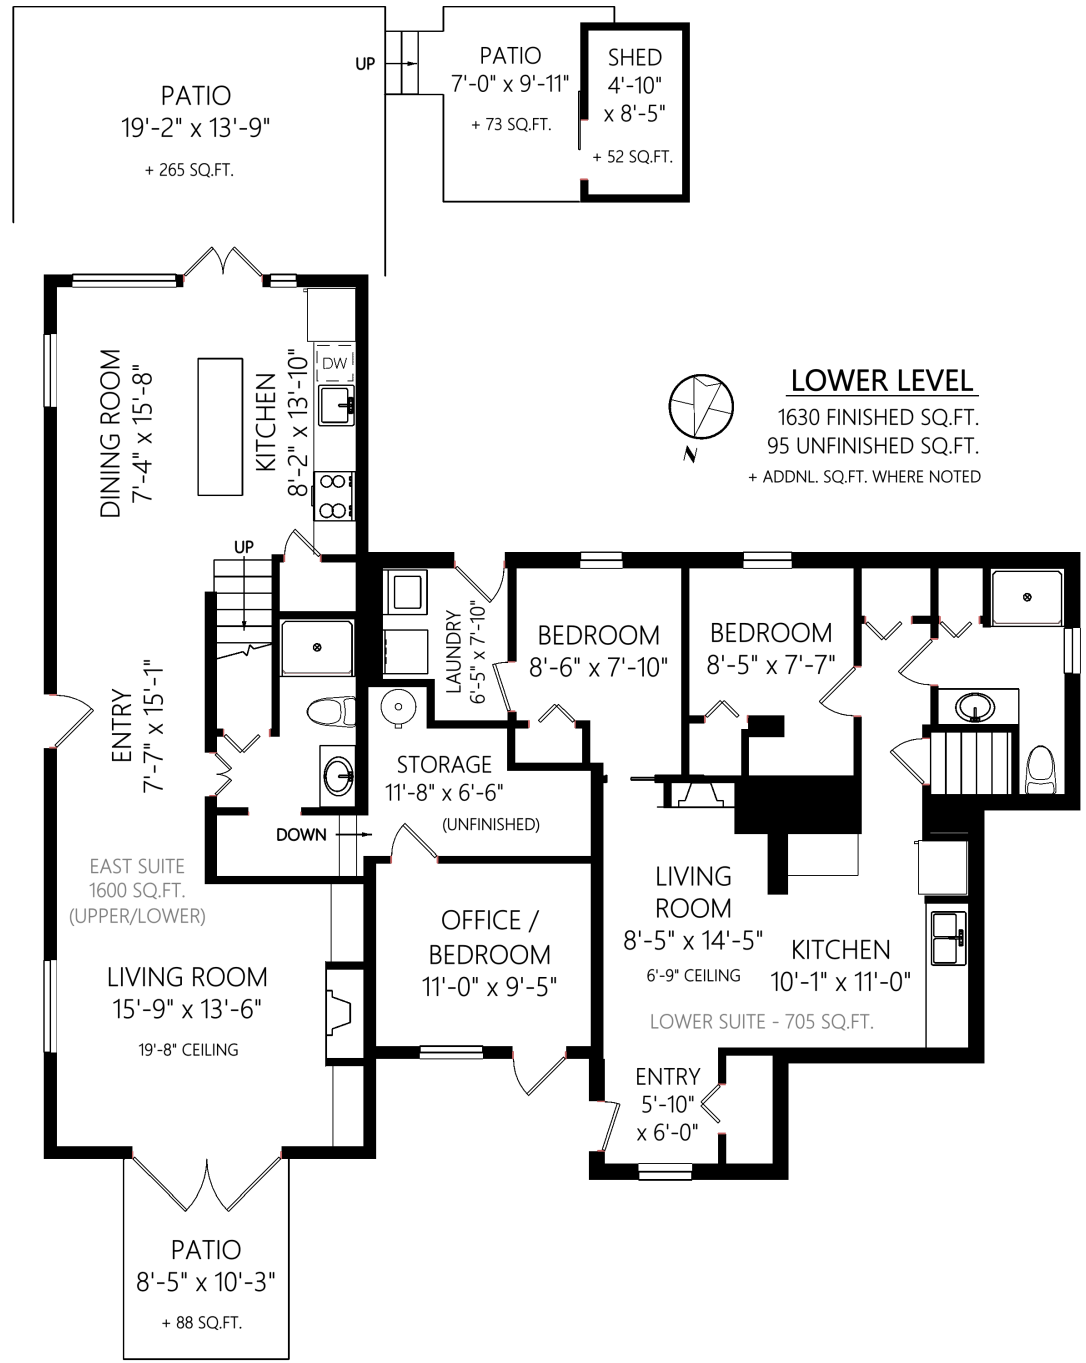 PATIO
19'-2" x 13'-9"
+ 265 SQ.FT.
UP
PATIO
7'-0" x 9'-11"
+ 73 SQ.FT.
SHED
4'-10"
x 8'-5"
+ 52 SQ.FT.
DINING ROOM
7'-4" x 15'-8"
KITCHEN
8'-2" x 13'-10"
DW
LOWER LEVEL
1630 FINISHED SQ.FT.
95 UNFINISHED SQ.FT.
+ ADDNL. SQ.FT. WHERE NOTED
N
UP
LAUNDRY
6'-5" x 7'-10"
BEDROOM
8'-6" x 7'-10"
BEDROOM
8'-5" x 7'-7"
ENTRY
7'-7" x 15'-1"
STORAGE
11'-8" x 6'-6"
(UNFINISHED)
DOWN
EAST SUITE
1600 SQ.FT.
(UPPER/LOWER)
OFFICE /
BEDROOM
11'-0" x 9'-5"
LIVING
ROOM
8'-5" x 14'-5"
6'-9" CEILING
KITCHEN
10'-1" x 11'-0"
LOWER SUITE - 705 SQ.FT.
LIVING ROOM
15'-9" x 13'-6"
19'-8" CEILING
ENTRY
5'-10"
x 6'-0"
PATIO
8'-5" x 10'-3"
+ 88 SQ.FT.